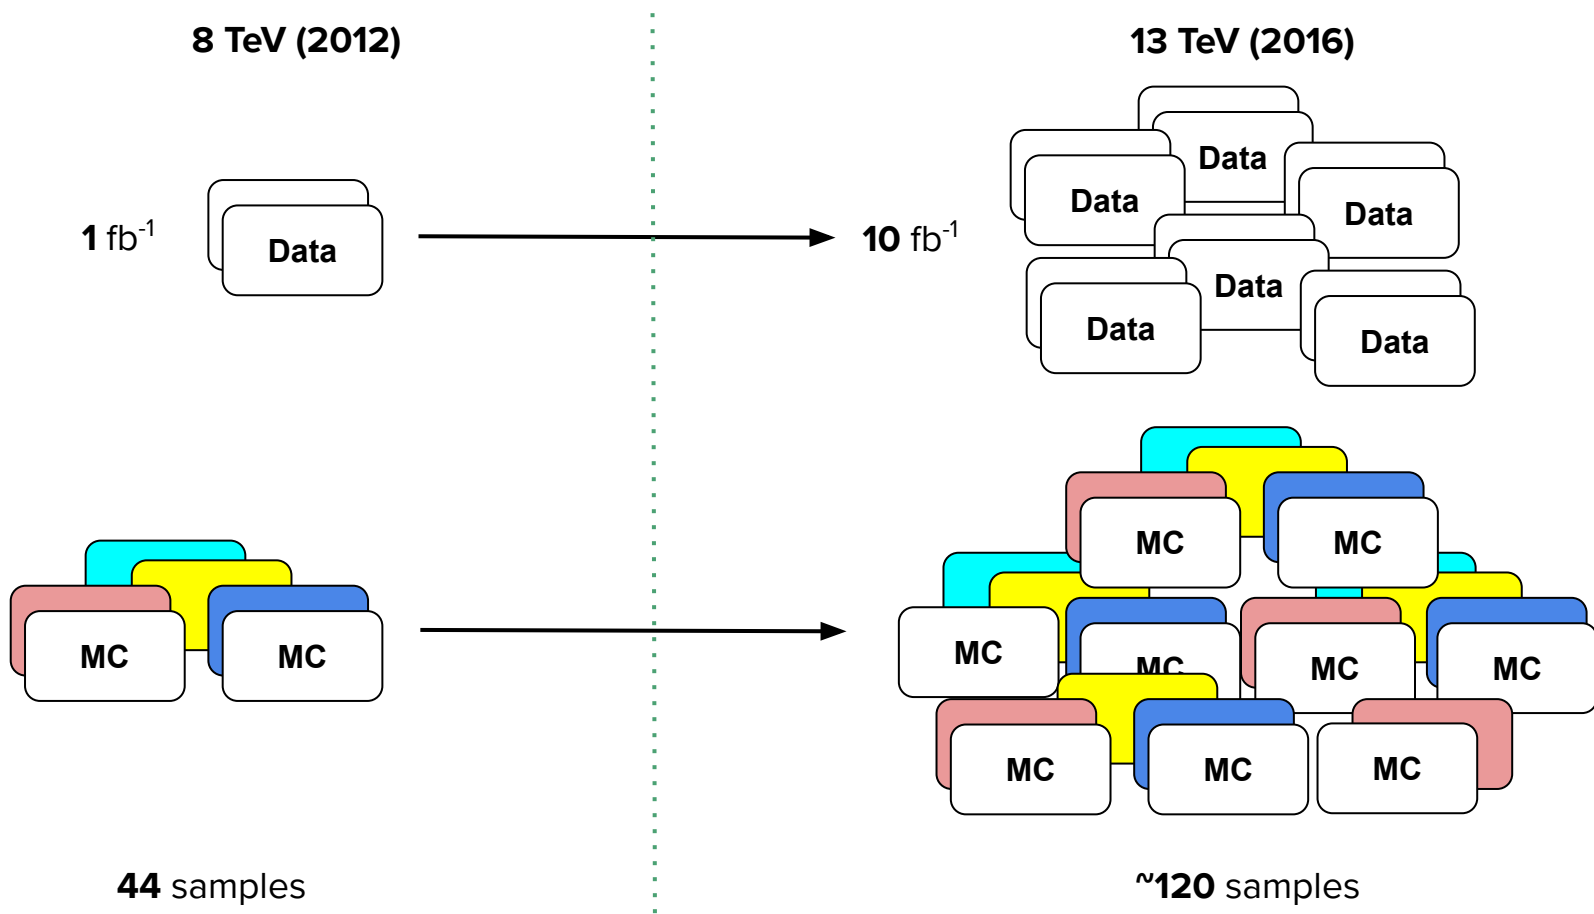 8 TeV (2012)
13 TeV (2016)
1 fb-1
Data
10 fb-1
Data
Data
Data
Data
Data
Data
MC
MC
MC
MC
MC
MC
MC
MC
MC
MC
MC
44 samples
~120 samples